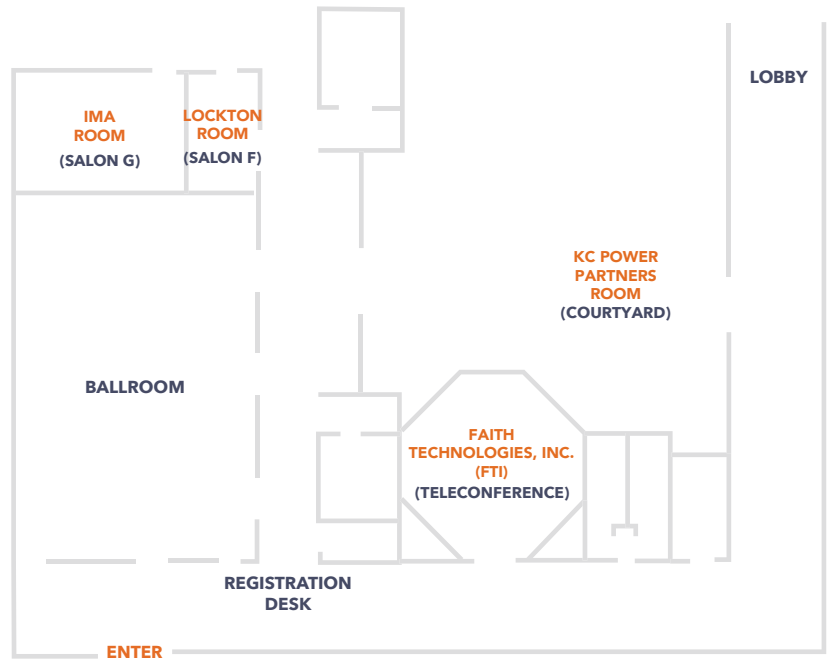 LOBBY
IMA
ROOM
(SALON G)
LOCKTON
ROOM
(SALON F)
KC POWER
PARTNERS
ROOM
(COURTYARD)
BALLROOM
FAITH
TECHNOLOGIES, INC.
(FTI)
(TELECONFERENCE)
REGISTRATION
DESK
ENTER